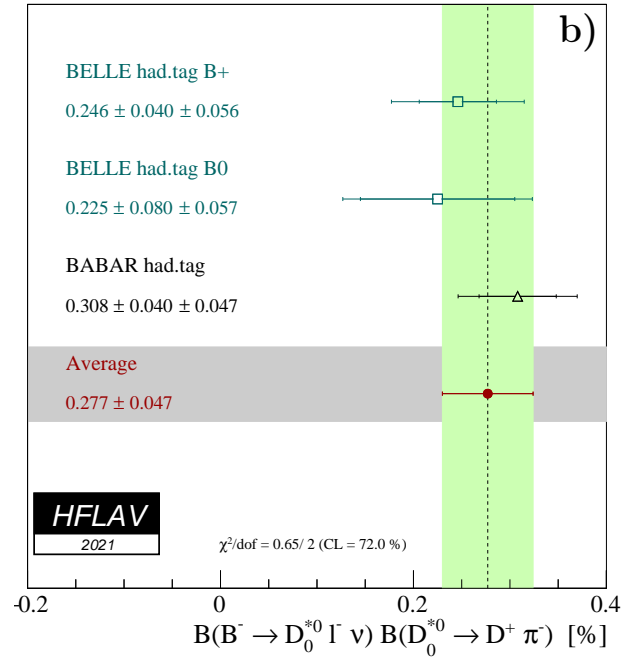 b)
BELLE had.tag B+
0.246 ± 0.040 ± 0.056
BELLE had.tag B0
0.225 ± 0.080 ± 0.057
BABAR had.tag
0.308 ± 0.040 ± 0.047
Average
0.277 ± 0.047
HFLAV
2021
χ²/dof = 0.65/ 2 (CL = 72.0 %)
-0.2 0 0.2 0.4
B(B⁻ → D₀*⁰ l⁻ ν) B(D₀*⁰ → D⁺ π⁻) [%]